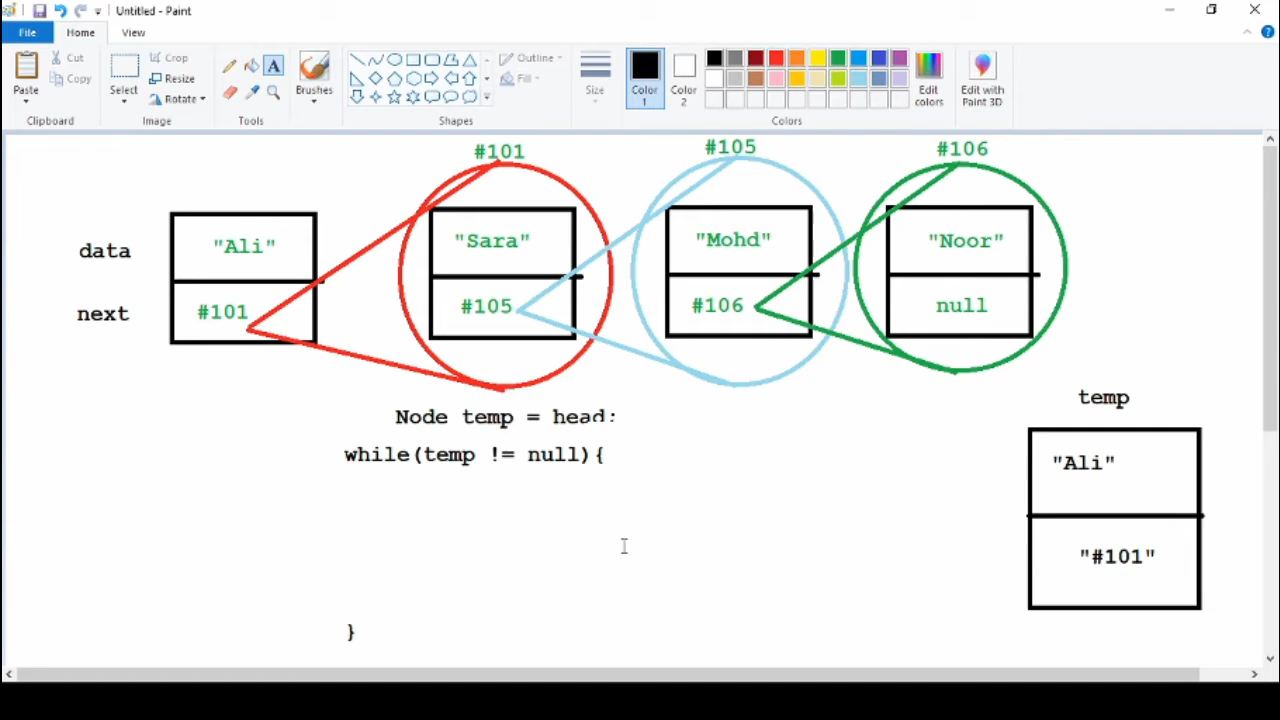 Untitled - Paint
File Home View
Paste
Cut
Copy
Clipboard
Select
Crop
Resize
Rotate
Image
Tools
Brushes
Shapes
Outline
Fill
Size
Color 1
Color 2
Edit colors
Colors
Edit with Paint 3D
#101 #105 #106
data "Ali" "Sara" "Mohd" "Noor"
next #101 #105 #106 null
Node temp = head;
while(temp != null){
}
temp
"Ali"
"#101"